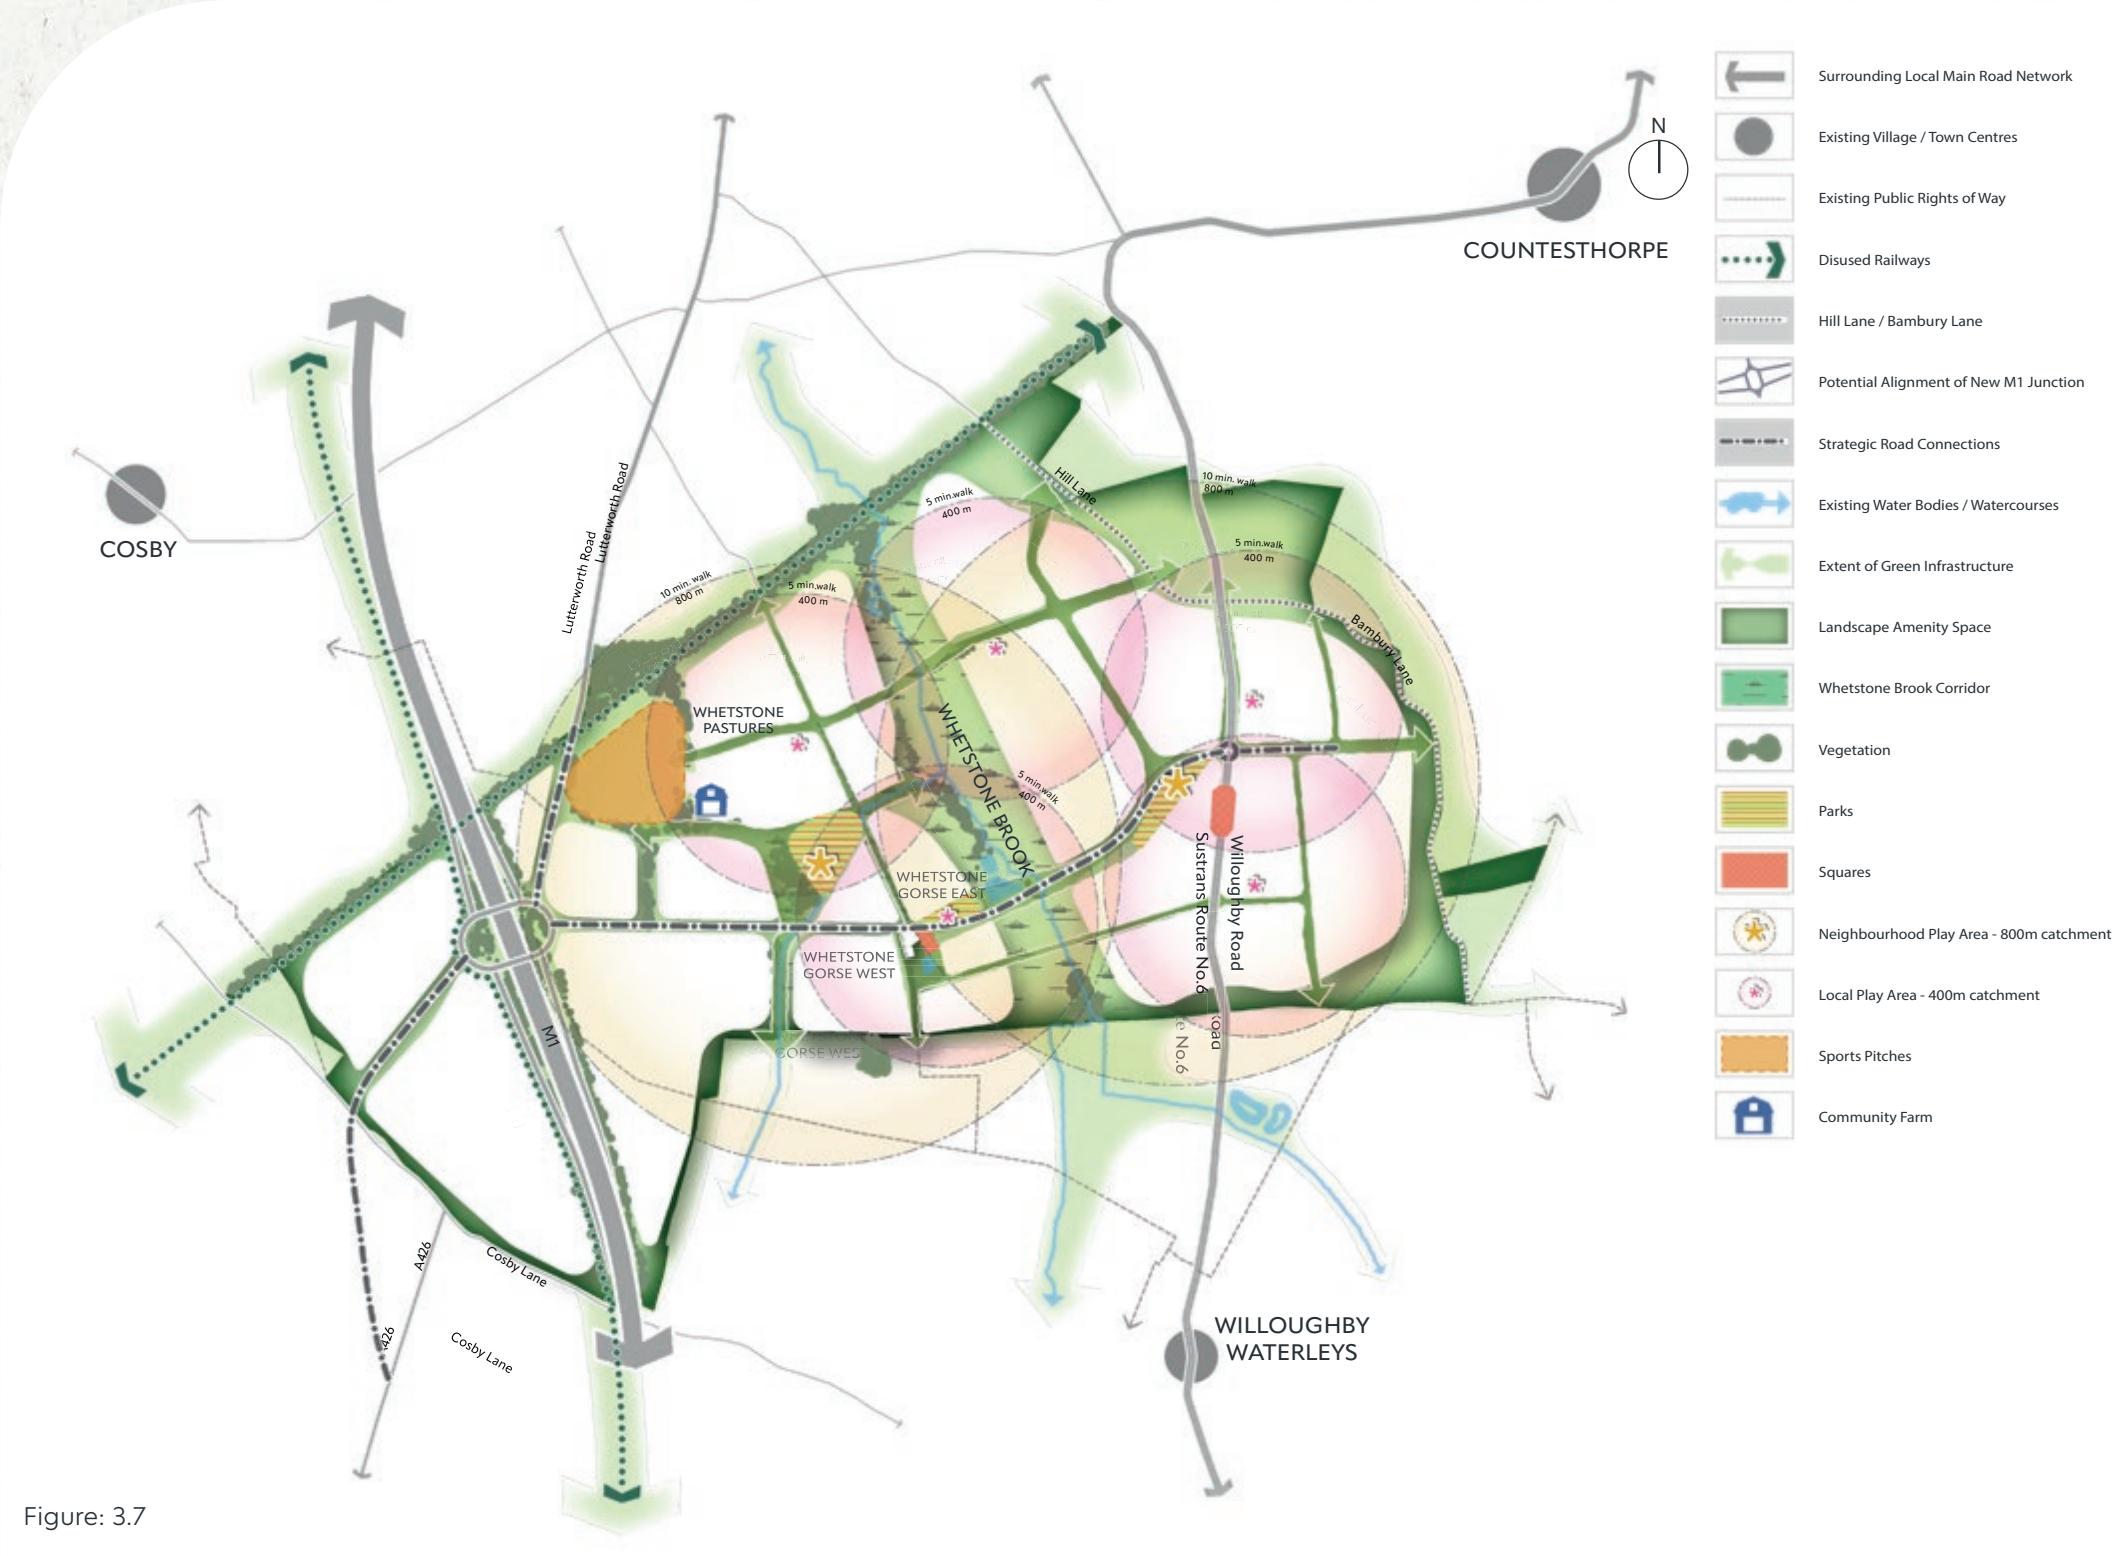 N
COUNTESTHORPE
COSBY
Lutterworth Road
Lutterworth Road
Hill Lane
10 min. walk
800 m
5 min.walk
400 m
5 min.walk
400 m
Bambury Lane
10 min. walk
800 m
5 min.walk
400 m
WHETSTONE
PASTURES
WHETSTONE BROOK
5 min.walk
400 m
WHETSTONE
GORSE EAST
WHETSTONE
GORSE WEST
Sustrans Route No.6
Willoughby Road
GORSE WES
e No.6
Road
M1
A426
Cosby Lane
426
Cosby Lane
WILLOUGHBY
WATERLEYS
Surrounding Local Main Road Network
Existing Village / Town Centres
Existing Public Rights of Way
Disused Railways
Hill Lane / Bambury Lane
Potential Alignment of New M1 Junction
Strategic Road Connections
Existing Water Bodies / Watercourses
Extent of Green Infrastructure
Landscape Amenity Space
Whetstone Brook Corridor
Vegetation
Parks
Squares
Neighbourhood Play Area - 800m catchment
Local Play Area - 400m catchment
Sports Pitches
Community Farm
Figure: 3.7